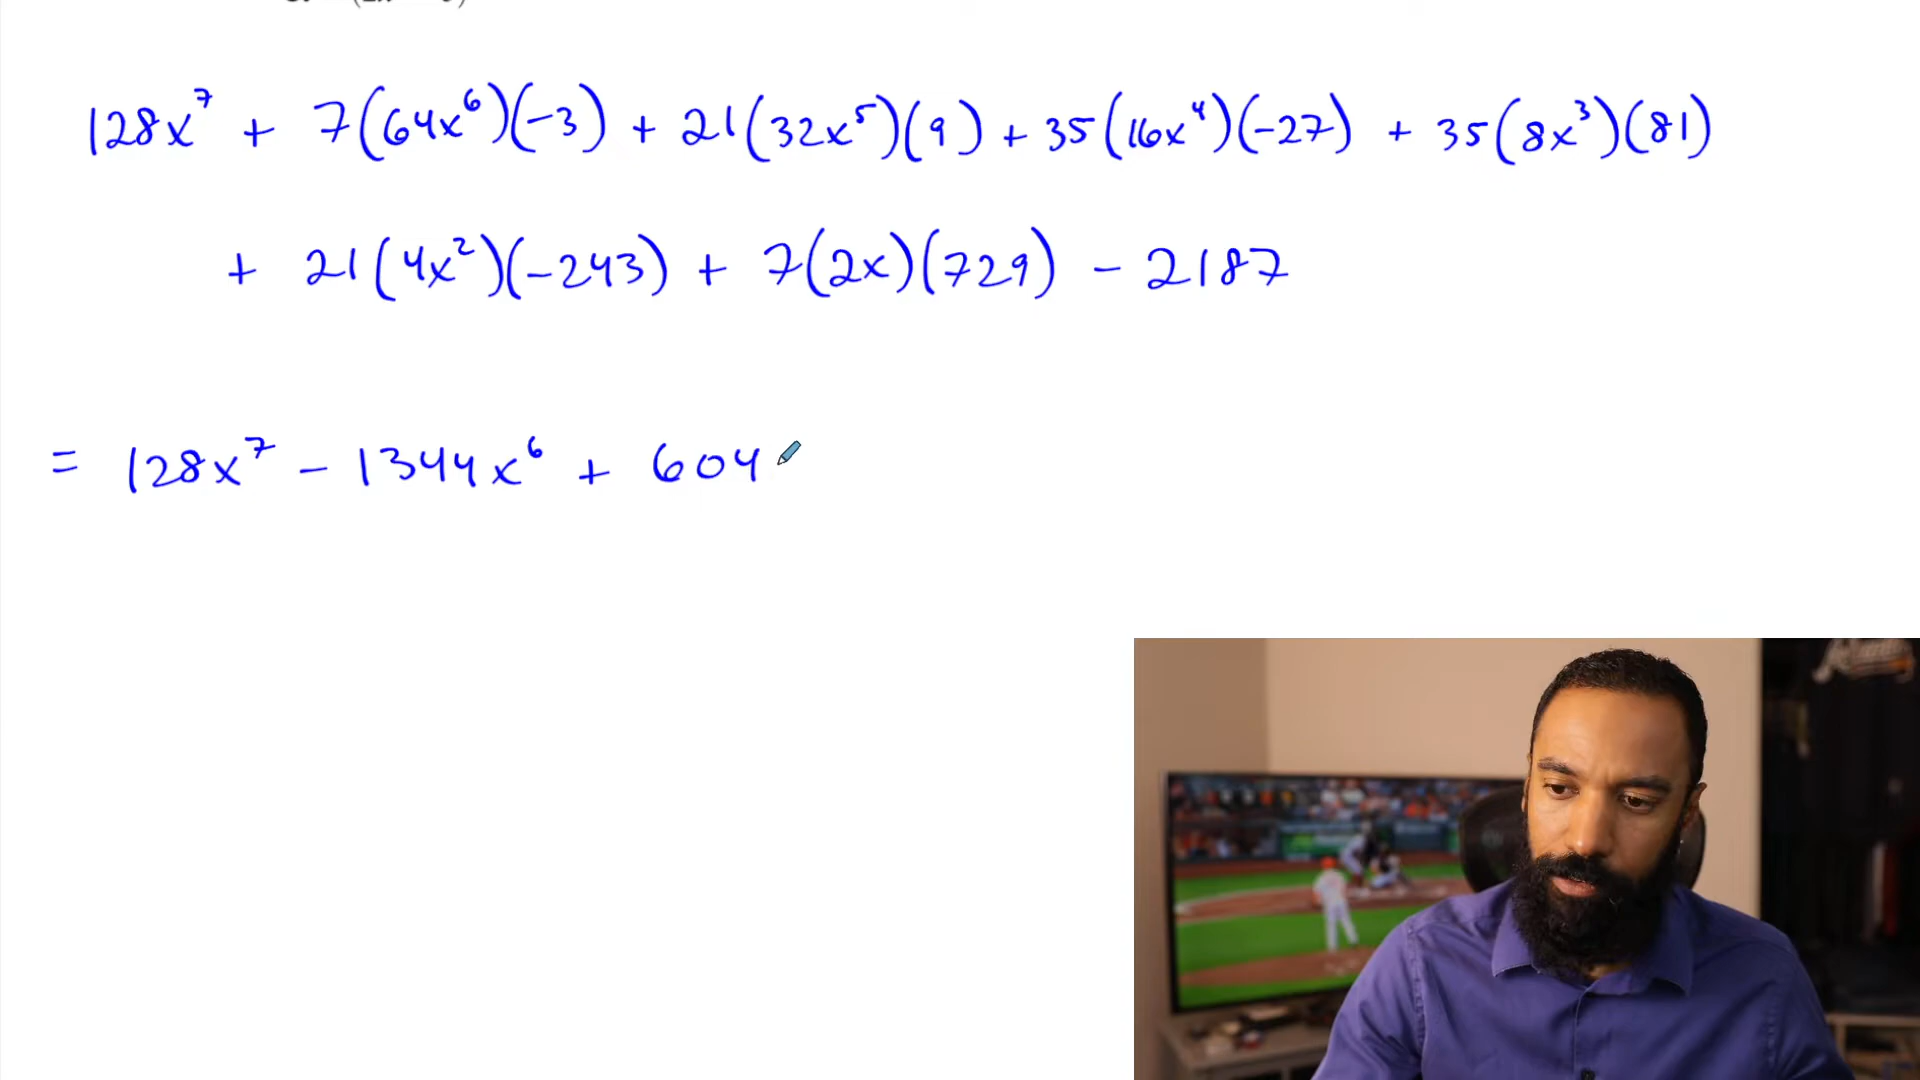 128x⁷ + 7(64x⁶)(-3) + 21(32x⁵)(9) + 35(16x⁴)(-27) + 35(8x³)(81)
+ 21(4x²)(-243) + 7(2x)(729) - 2187
= 128x⁷ - 1344x⁶ + 604